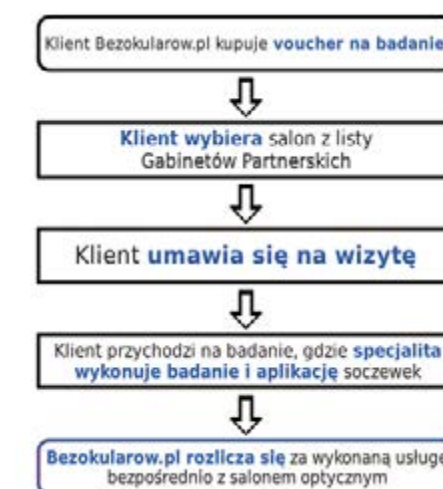 Klient Bezokularow.pl kupuje voucher na badanie
Klient wybiera salon z listy
Gabinetów Partnerskich
Klient umawia się na wizytę
Klient przychodzi na badanie, gdzie specjalita
wykonuje badanie i aplikację soczewek
Bezokularow.pl rozlicza się za wykonaną usługę
bezpośrednio z salonem optycznym